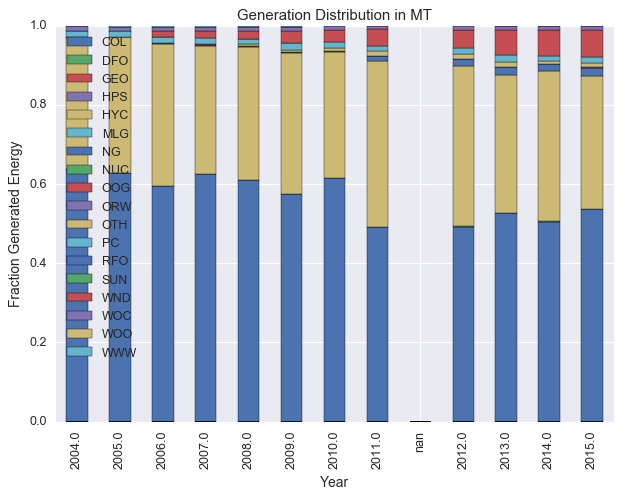 Generation Distribution in MT
Fraction Generated Energy
1.0
0.8
0.6
0.4
0.2
0.0
COL
DFO
GEO
HPS
HYC
MLG
NG
NUC
OOG
ORW
OTH
PC
RFO
SUN
WND
WOC
WOO
WWW
2004.0
2005.0
2006.0
2007.0
2008.0
2009.0
2010.0
2011.0
nan
2012.0
2013.0
2014.0
2015.0
Year